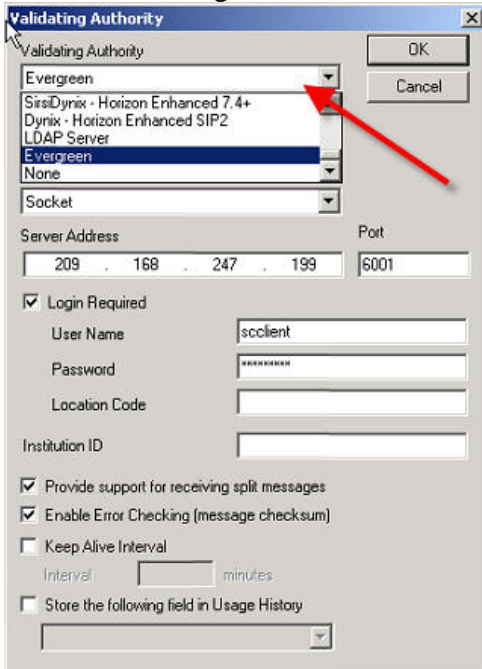 Validating Authority
Validating Authority
OK
Evergreen
Cancel
SirsiDynix - Horizon Enhanced 7.4+
Dynix - Horizon Enhanced SIP2
LDAP Server
Evergreen
None
Socket
Server Address
Port
209 . 168 . 247 . 199
6001
Login Required
User Name
scclient
Password
*********
Location Code
Institution ID
Provide support for receiving split messages
Enable Error Checking (message checksum)
Keep Alive Interval
Interval
minutes
Store the following field in Usage History